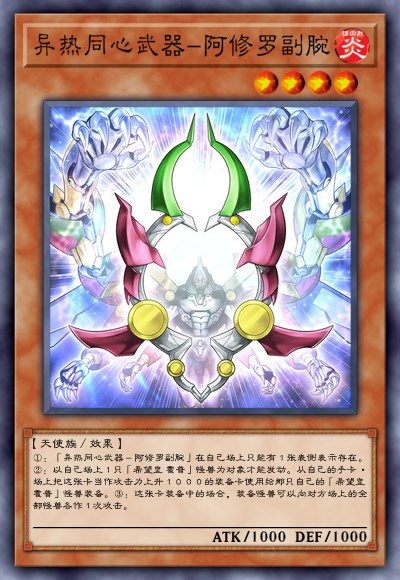 异热同心武器-阿修罗副腕
ほのお
炎
【天使族/效果】
①：「异热同心武器-阿修罗副腕」在自己场上只能有1张表侧表示存在。
②：以自己场上1只「希望皇 霍普」怪兽为对象才能发动。从自己的手卡·
场上把这张卡当作攻击力上升1000的装备卡使用给那只自己的「希望皇
霍普」怪兽装备。③：这张卡装备中的场合，装备怪兽可以向对方场上的全
部怪兽各作1次攻击。
ATK/1000 DEF/1000